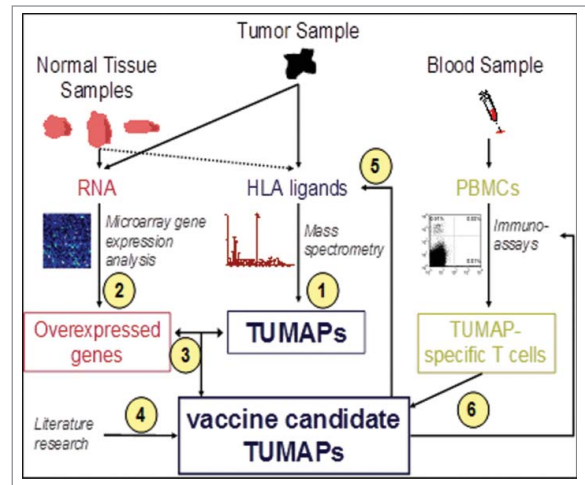 Tumor Sample
Normal Tissue
Samples
Blood Sample
5
RNA
HLA ligands
PBMCs
Microarray gene
expression
analysis
Mass
spectrometry
Immuno-
assays
2
1
Overexpressed
genes
TUMAPs
TUMAP-
specific T cells
3
4
6
Literature
research
vaccine candidate
TUMAPs